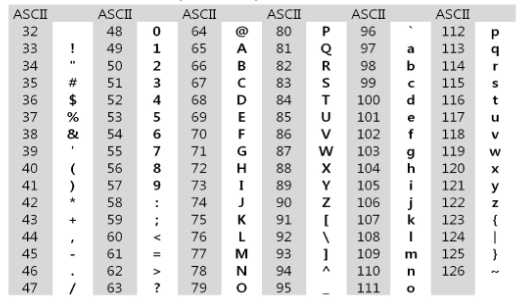 ASCII ASCII ASCII ASCII ASCII ASCII
32 48 0 64 @ 80 P 96 ` 112 p
33 ! 49 1 65 A 81 Q 97 a 113 q
34 " 50 2 66 B 82 R 98 b 114 r
35 # 51 3 67 C 83 S 99 c 115 s
36 $ 52 4 68 D 84 T 100 d 116 t
37 % 53 5 69 E 85 U 101 e 117 u
38 & 54 6 70 F 86 V 102 f 118 v
39 ' 55 7 71 G 87 W 103 g 119 w
40 ( 56 8 72 H 88 X 104 h 120 x
41 ) 57 9 73 I 89 Y 105 i 121 y
42 * 58 : 74 J 90 Z 106 j 122 z
43 + 59 ; 75 K 91 [ 107 k 123 {
44 , 60 < 76 L 92 \ 108 l 124 |
45 - 61 = 77 M 93 ] 109 m 125 }
46 . 62 > 78 N 94 ^ 110 n 126 ~
47 / 63 ? 79 O 95 _ 111 o